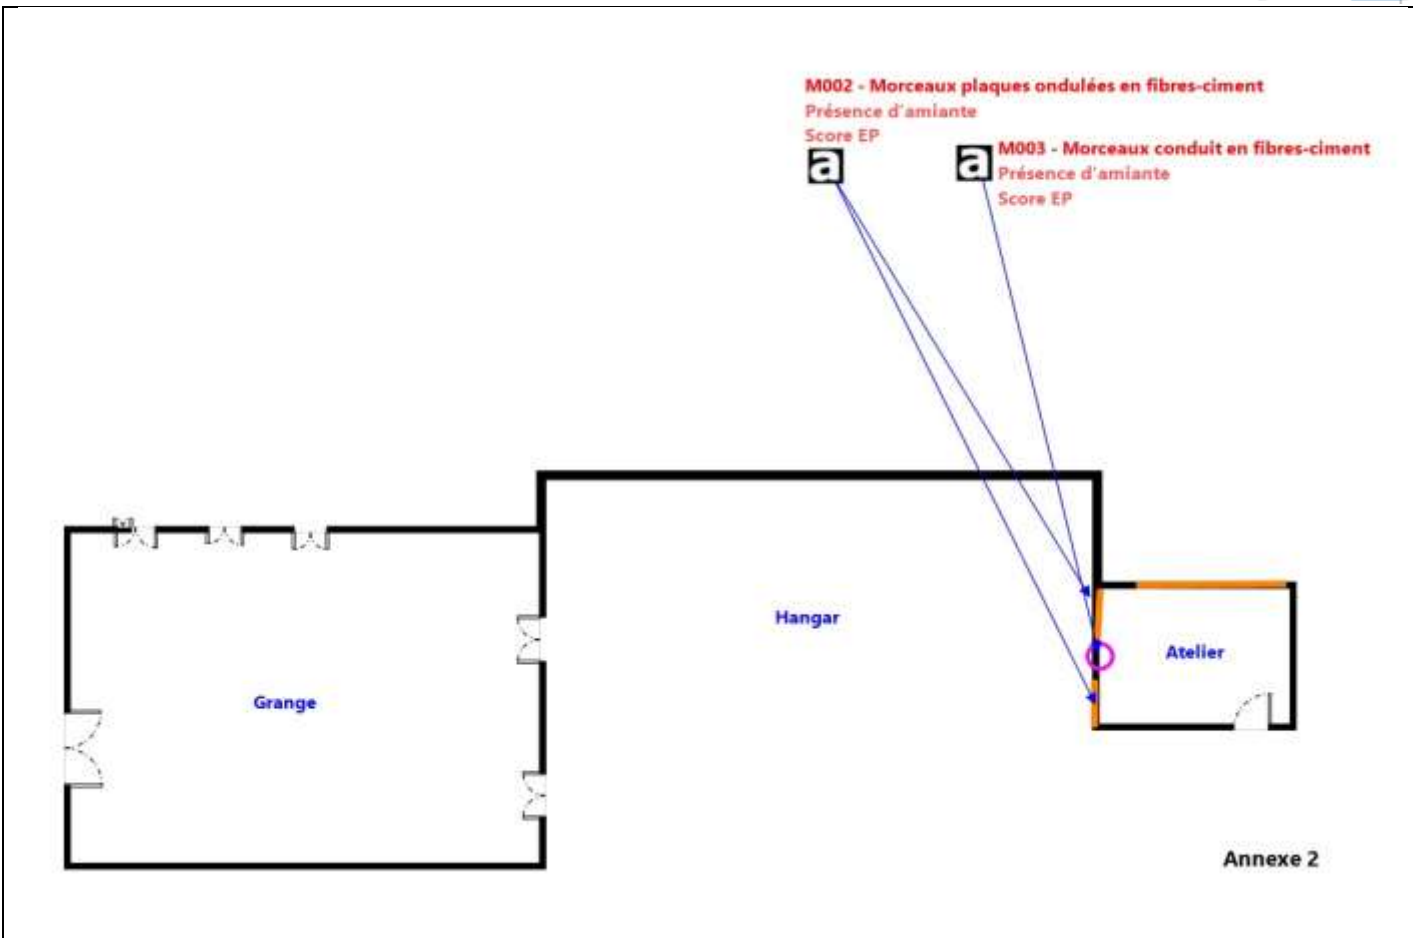 M002 - Morceaux plaques ondulées en fibres-ciment
Présence d'amiante
Score EP
a
a
M003 - Morceaux conduit en fibres-ciment
Présence d'amiante
Score EP
Hangar
Atelier
Grange
Annexe 2